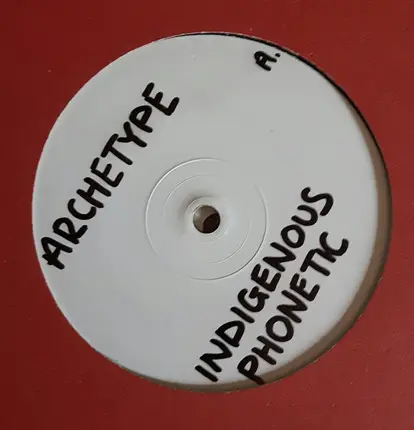 A.
ARCHETYPE
INDIGENOUS
PHONETIC